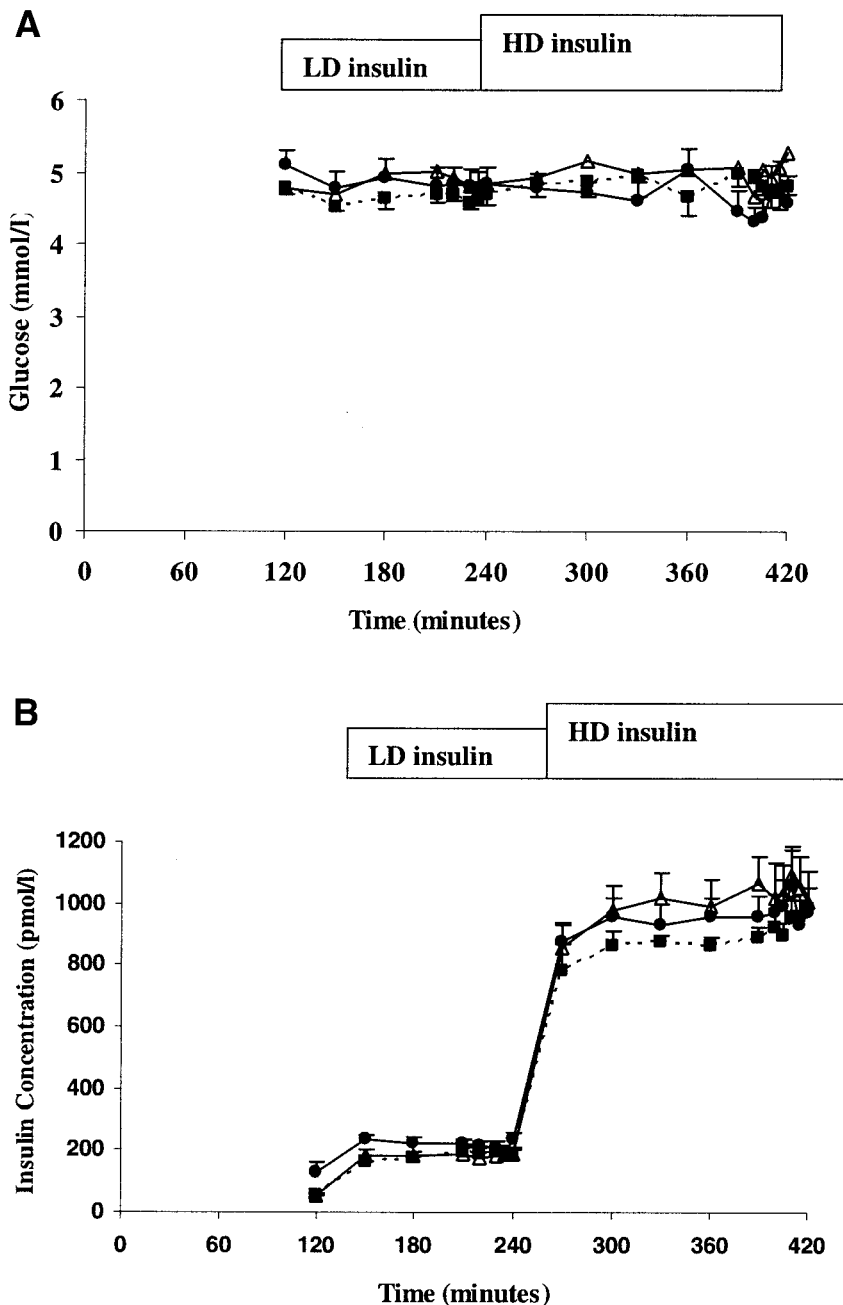 A
LD insulin
HD insulin
6
5
4
3
2
1
0
Glucose (mmol/l)
0 60 120 180 240 300 360 420
Time (minutes)
B
LD insulin
HD insulin
1200
1000
800
600
400
200
0
Insulin Concentration (pmol/l)
0 60 120 180 240 300 360 420
Time (minutes)